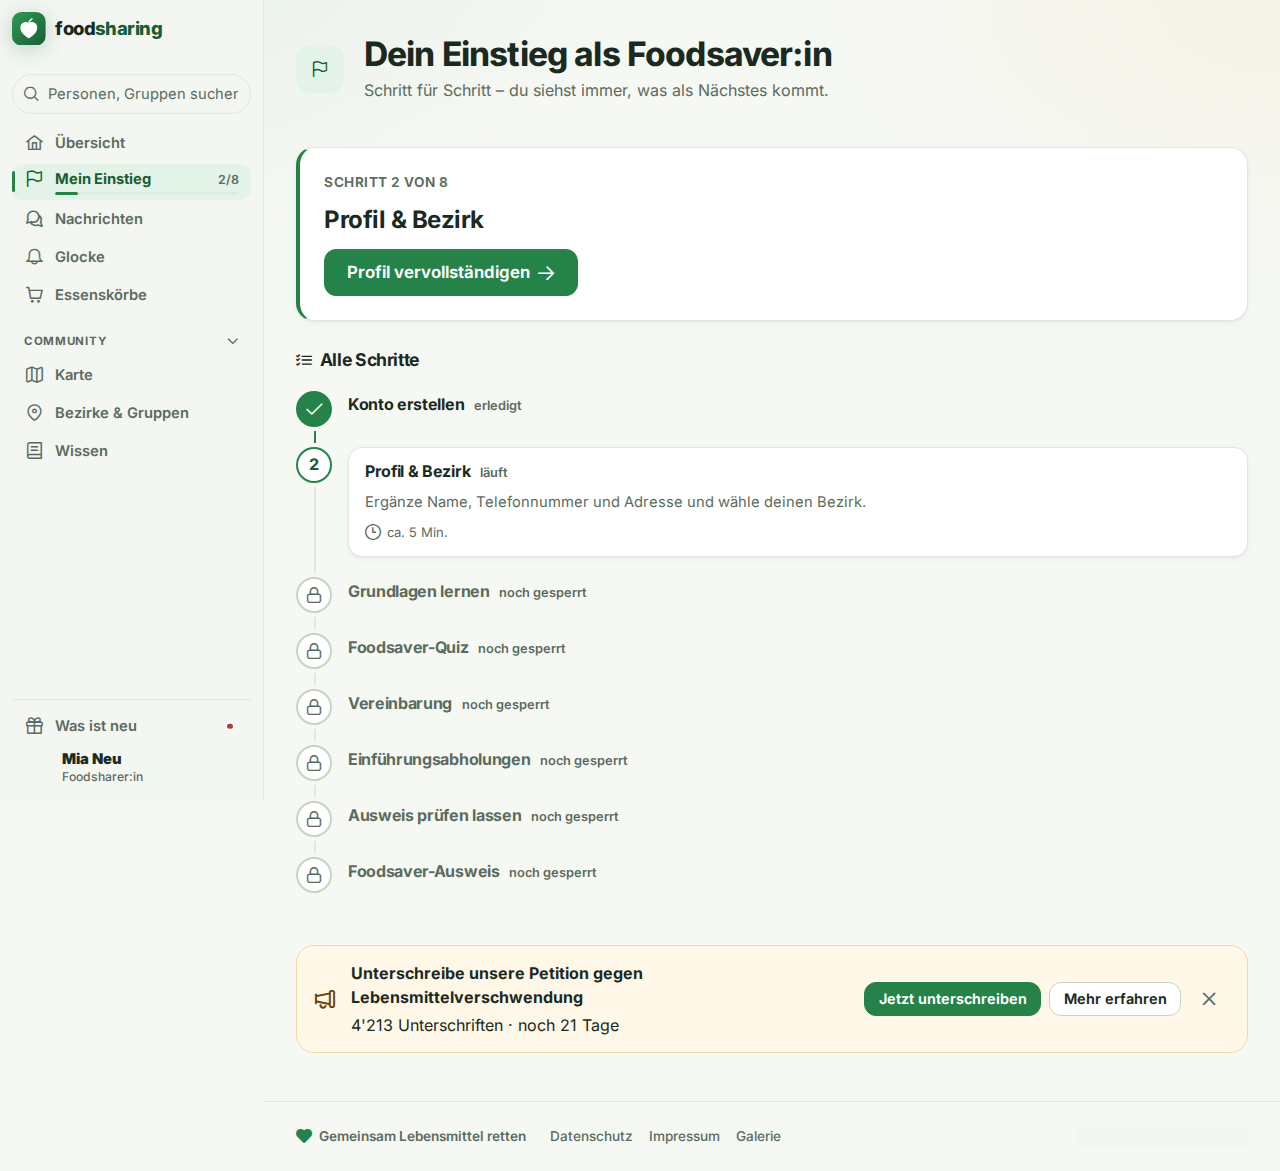 foodsharing
Personen, Gruppen sucher
Übersicht
Mein Einstieg 2/8
Nachrichten
Glocke
Essenskörbe
COMMUNITY
Karte
Bezirke & Gruppen
Wissen
Was ist neu
Mia Neu
Foodsharer:in
Dein Einstieg als Foodsaver:in
Schritt für Schritt – du siehst immer, was als Nächstes kommt.
SCHRITT 2 VON 8
Profil & Bezirk
Profil vervollständigen
Alle Schritte
Konto erstellen erledigt
2
Profil & Bezirk läuft
Ergänze Name, Telefonnummer und Adresse und wähle deinen Bezirk.
ca. 5 Min.
Grundlagen lernen noch gesperrt
Foodsaver-Quiz noch gesperrt
Vereinbarung noch gesperrt
Einführungsabholungen noch gesperrt
Ausweis prüfen lassen noch gesperrt
Foodsaver-Ausweis noch gesperrt
Unterschreibe unsere Petition gegen
Lebensmittelverschwendung
4'213 Unterschriften · noch 21 Tage
Jetzt unterschreiben
Mehr erfahren
Gemeinsam Lebensmittel retten Datenschutz Impressum Galerie